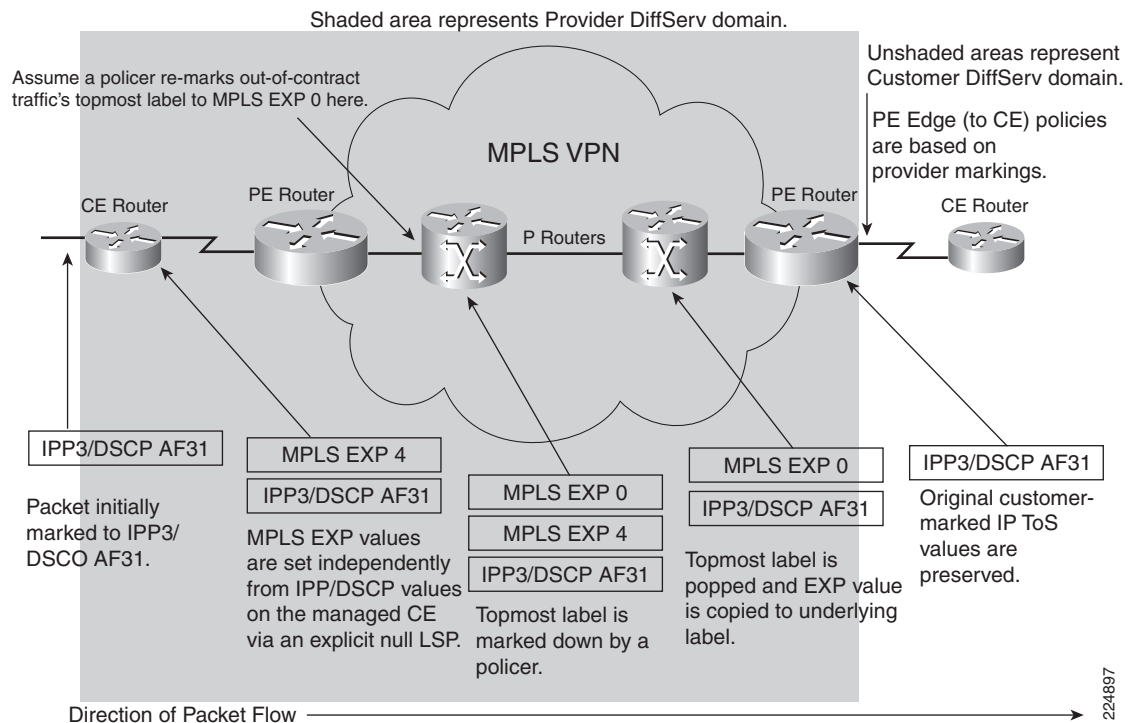 Shaded area represents Provider DiffServ domain.
Assume a policer re-marks out-of-contract
traffic's topmost label to MPLS EXP 0 here.
Unshaded areas represent
Customer DiffServ domain.
PE Edge (to CE) policies
are based on
provider markings.
MPLS VPN
CE Router
PE Router
P Routers
PE Router
CE Router
IPP3/DSCP AF31
Packet initially
marked to IPP3/
DSCO AF31.
MPLS EXP 4
IPP3/DSCP AF31
MPLS EXP values
are set independently
from IPP/DSCP values
on the managed CE
via an explicit null LSP.
MPLS EXP 0
MPLS EXP 4
IPP3/DSCP AF31
Topmost label is
marked down by a
policer.
MPLS EXP 0
IPP3/DSCP AF31
Topmost label is
popped and EXP value
is copied to underlying
label.
IPP3/DSCP AF31
Original customer-
marked IP ToS
values are
preserved.
Direction of Packet Flow
224897